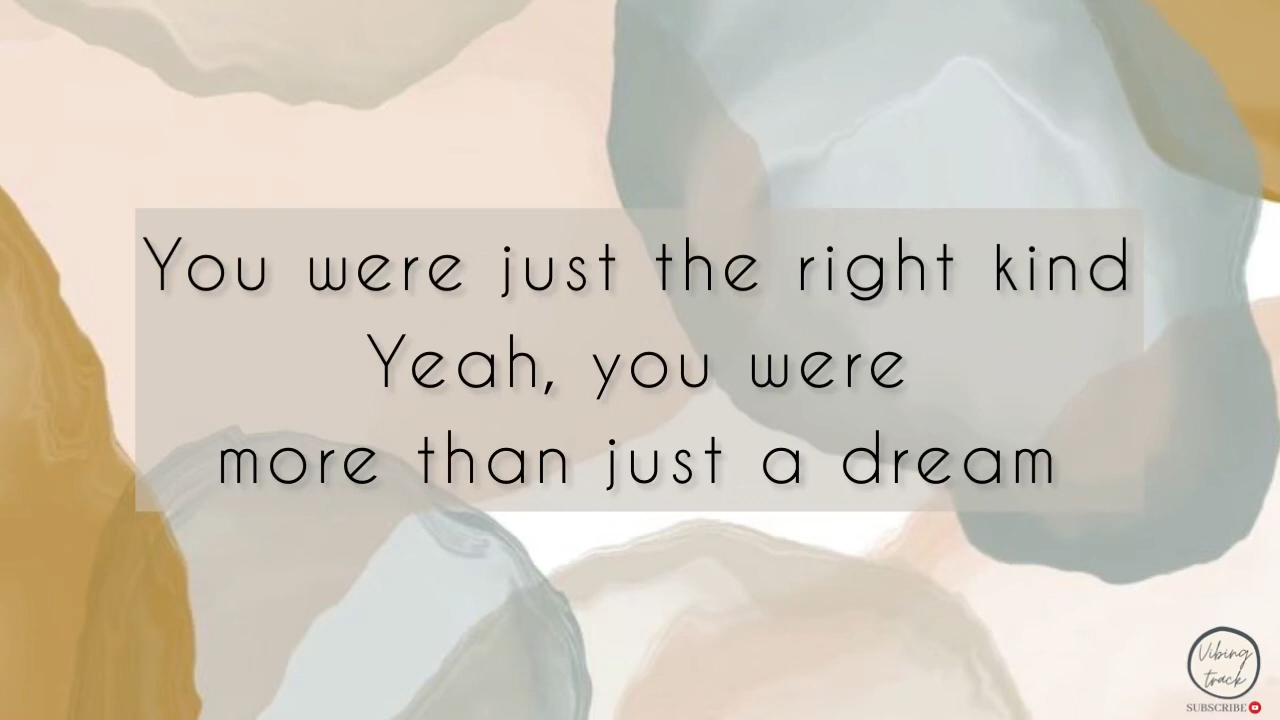 You were just the right kind
Yeah, you were
more than just a dream
Vibing
track
SUBSCRIBE